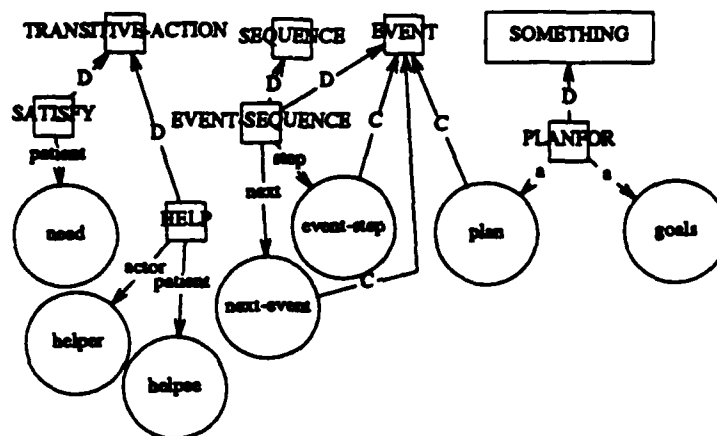 TRANSITIVE-ACTION SEQUENCE EVENT SOMETHING
D D D D
SATISFY EVENT-SEQUENCE C C PLANFOR
patient D step a a
next
need HELP event-step plan goals
actor patient C
next-event
helper
helpee